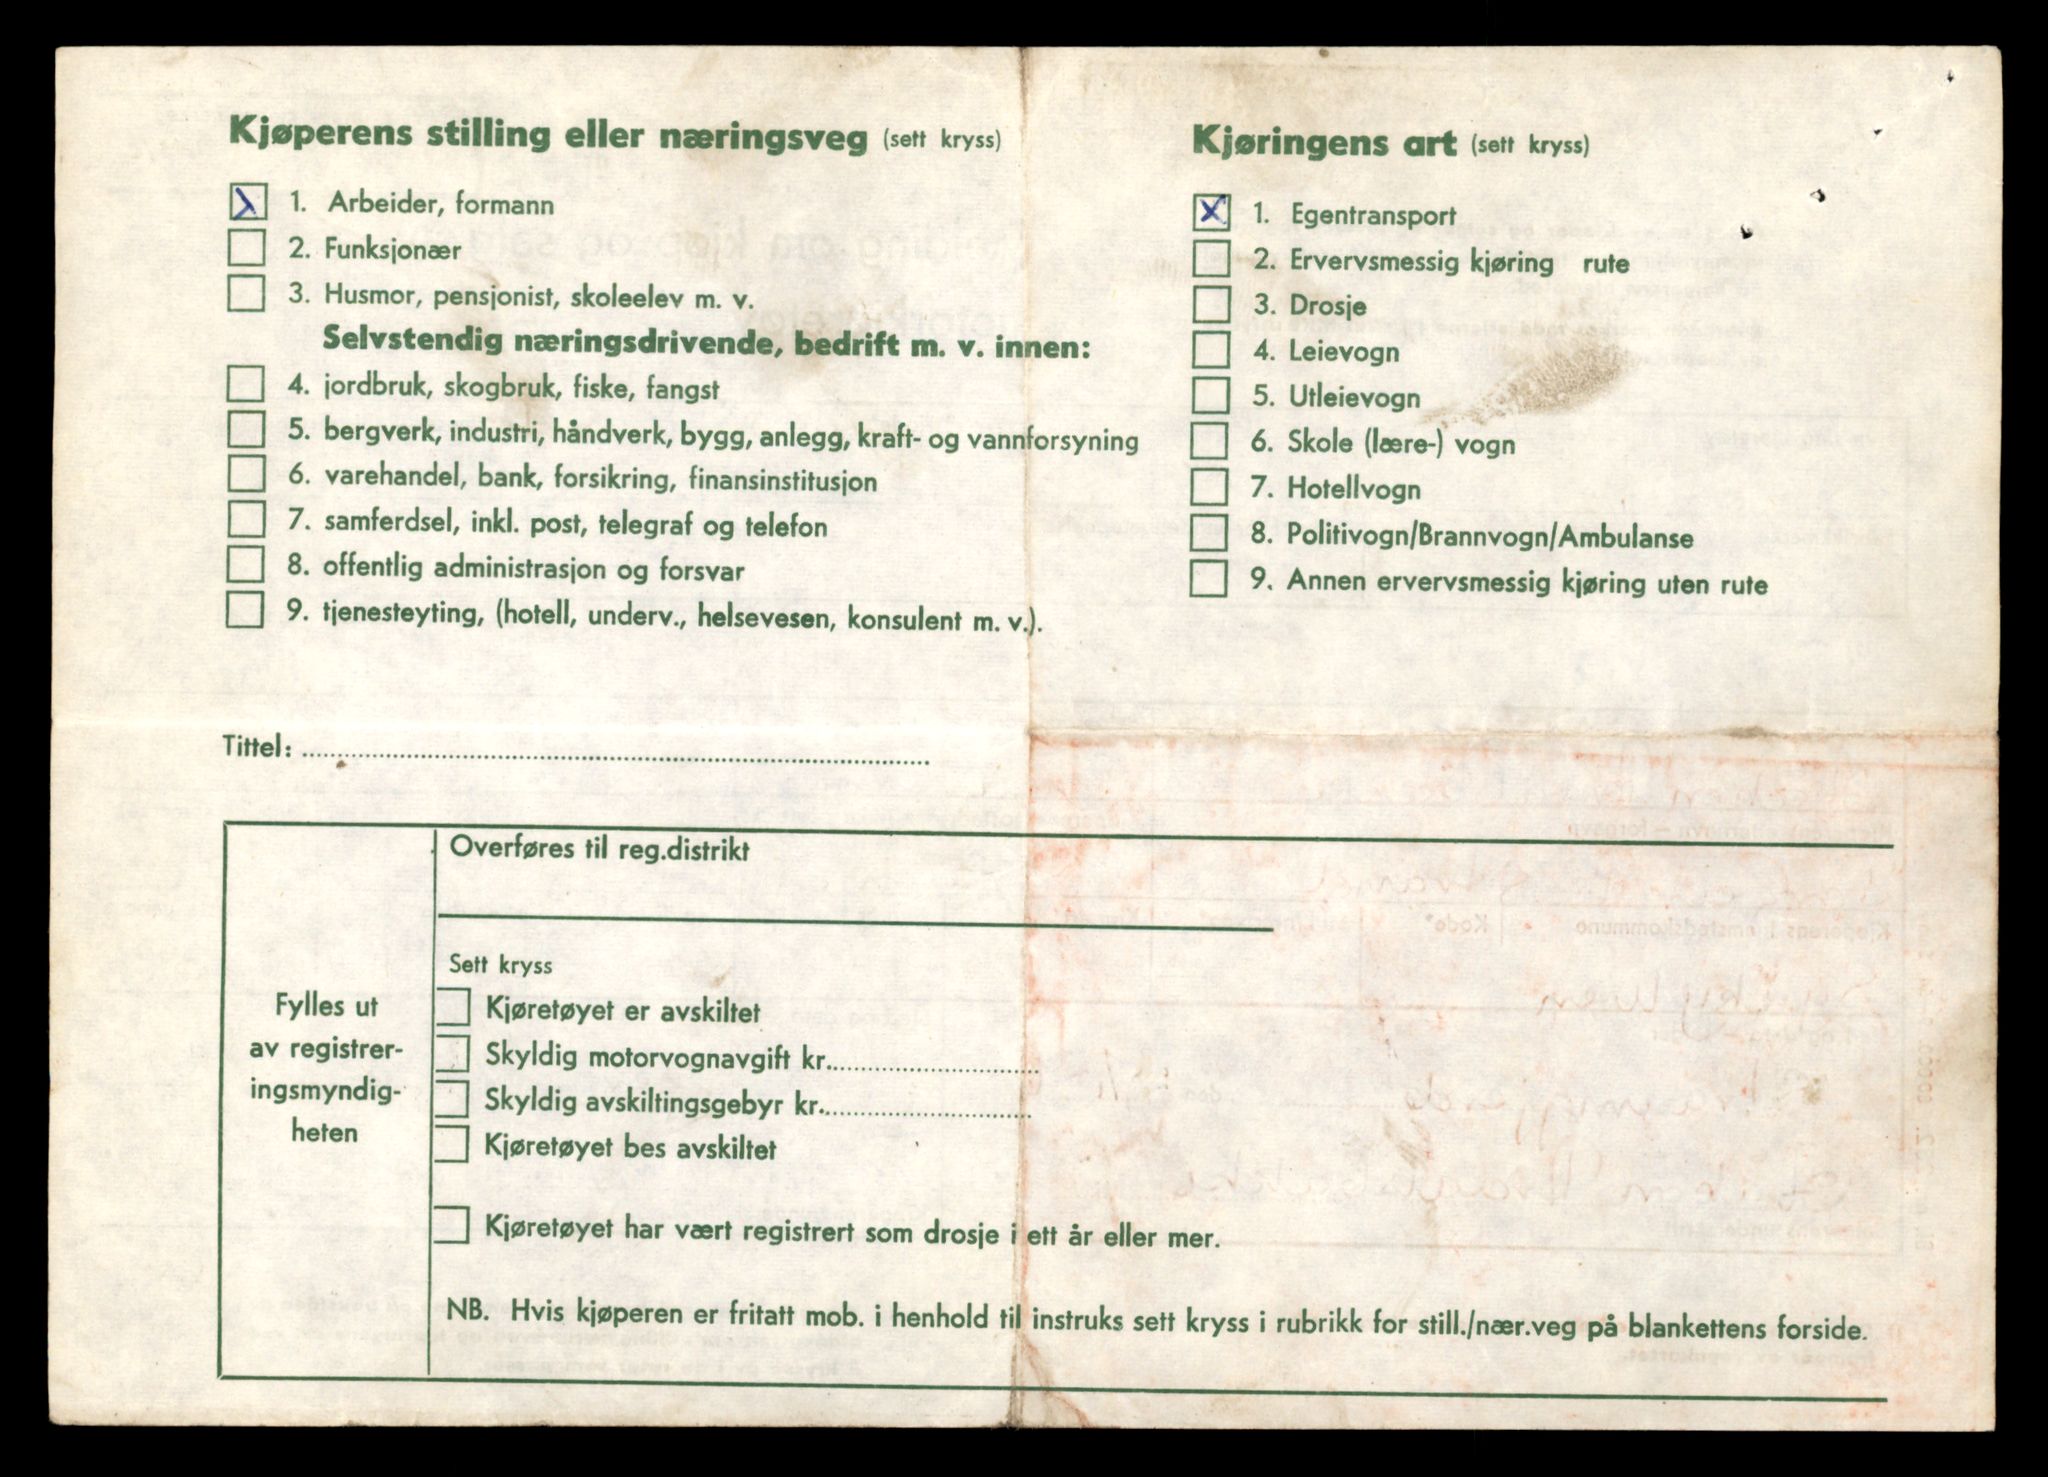 Kjøperens stilling eller næringsveg (sett kryss)
X 1. Arbeider, formann
2. Funksjonær
3. Husmor, pensjonist, skoleelev m. v.
Selvstendig næringsdrivende, bedrift m. v. innen:
4. jordbruk, skogbruk, fiske, fangst
5. bergverk, industri, håndverk, bygg, anlegg, kraft- og vannforsyning
6. varehandel, bank, forsikring, finansinstitusjon
7. samferdsel, inkl. post, telegraf og telefon
8. offentlig administrasjon og forsvar
9. tjenesteyting, (hotell, underv., helsevesen, konsulent m. v.).
Kjøringens art (sett kryss)
X 1. Egentransport
2. Ervervsmessig kjøring rute
3. Drosje
4. Leievogn
5. Utleievogn
6. Skole (lære-) vogn
7. Hotellvogn
8. Politivogn/Brannvogn/Ambulanse
9. Annen ervervsmessig kjøring uten rute
Tittel:
Fylles ut
av registrer-
ingsmyndig-
heten
Overføres til reg.distrikt
Sett kryss
Kjøretøyet er avskiltet
Skyldig motorvognavgift kr.
Skyldig avskiltingsgebyr kr.
Kjøretøyet bes avskiltet
Kjøretøyet har vært registrert som drosje i ett år eller mer.
NB. Hvis kjøperen er fritatt mob. i henhold til instruks sett kryss i rubrikk for still./nær.veg på blankettens forside.